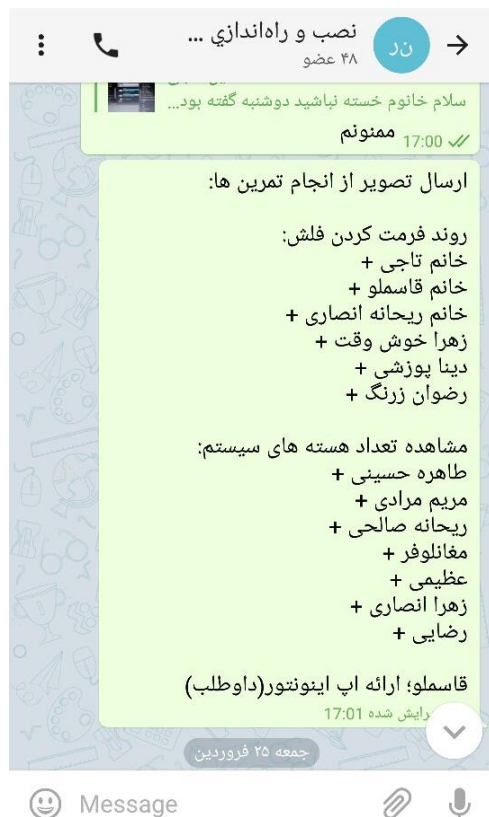 نصب و راه‌اندازي ...
۴۸ عضو
نر
سلام خانوم خسته نباشید دوشنبه گفته بود...
ممنونم
17:00
ارسال تصویر از انجام تمرین ها:
روند فرمت کردن فلش:
خانم تاجی +
خانم قاسملو +
خانم ریحانه انصاری +
زهرا خوش وقت +
دینا پوزشی +
رضوان زرنگ +
مشاهده تعداد هسته های سیستم:
طاهره حسینی +
مریم مرادی +
ریحانه صالحی +
مغانلوفر +
عظیمی +
زهرا انصاری +
رضایی +
قاسملو؛ ارائه اپ اینونتور(داوطلب)
رایش شده 17:01
جمعه ۲۵ فروردین
Message